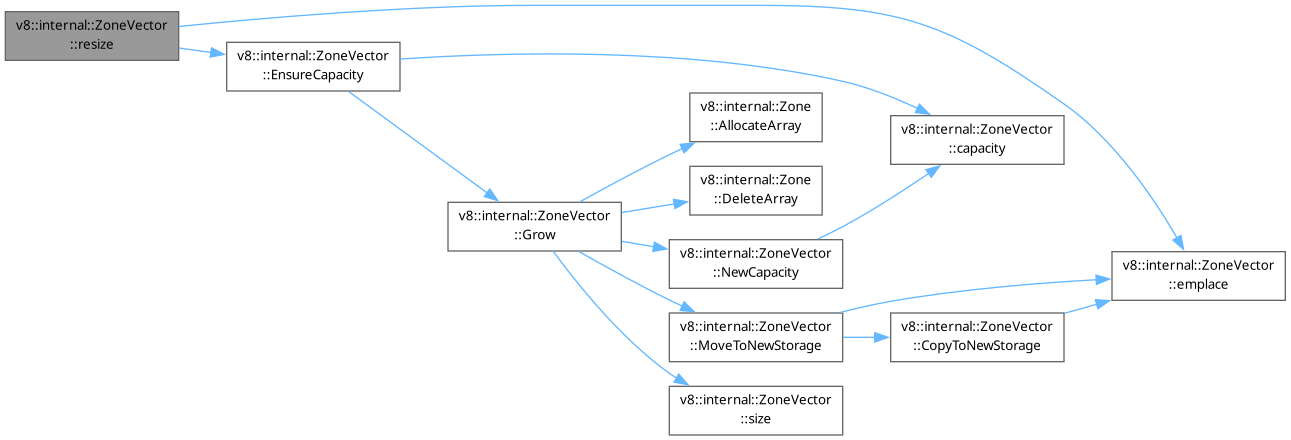 v8::internal::ZoneVector
::resize
v8::internal::ZoneVector
::EnsureCapacity
v8::internal::ZoneVector
::Grow
v8::internal::Zone
::AllocateArray
v8::internal::Zone
::DeleteArray
v8::internal::ZoneVector
::NewCapacity
v8::internal::ZoneVector
::MoveToNewStorage
v8::internal::ZoneVector
::size
v8::internal::ZoneVector
::capacity
v8::internal::ZoneVector
::CopyToNewStorage
v8::internal::ZoneVector
::emplace